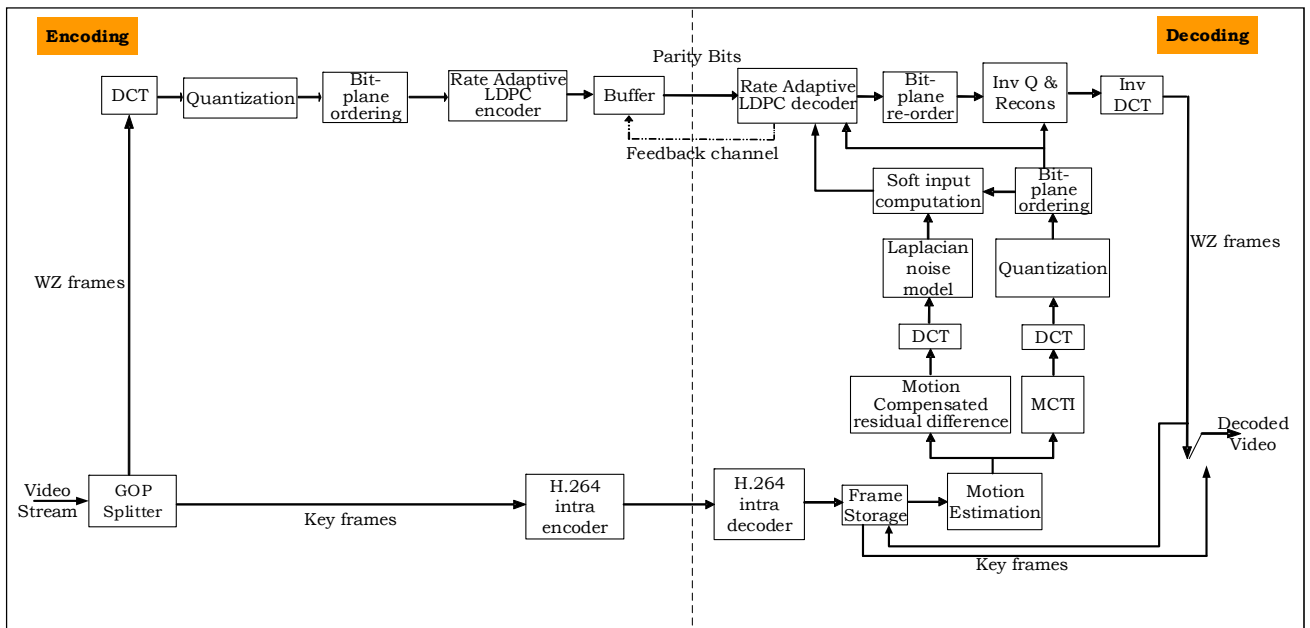 Encoding
Decoding
Parity Bits
DCT
Quantization
Bit-
plane
ordering
Rate Adaptive
LDPC
encoder
Buffer
Rate Adaptive
LDPC decoder
Bit-
plane
re-order
Inv Q &
Recons
Inv
DCT
Feedback channel
Soft input
computation
Bit-
plane
ordering
WZ frames
WZ frames
Laplacian
noise
model
Quantization
DCT
DCT
Motion
Compensated
residual difference
MCTI
Decoded
Video
Video
Stream
GOP
Splitter
Key frames
H.264
intra
encoder
H.264
intra
decoder
Frame
Storage
Motion
Estimation
Key frames